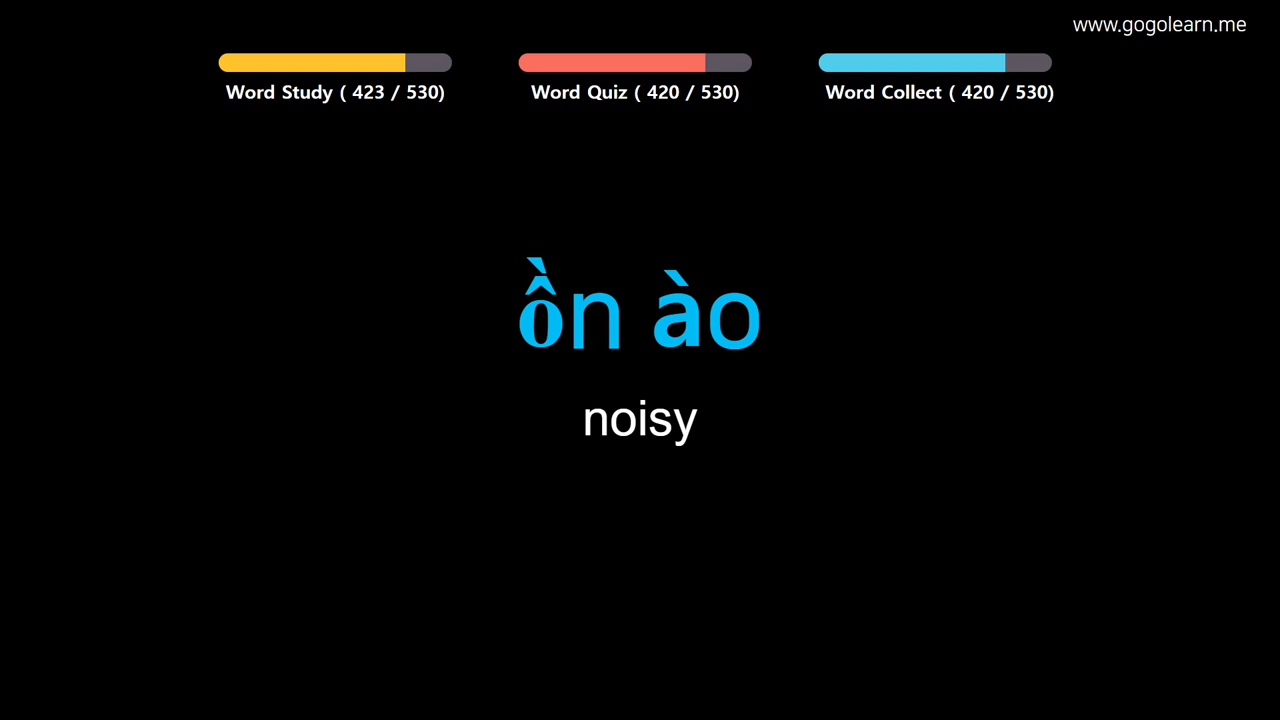 www.gogolearn.me
Word Study ( 423 / 530)
Word Quiz ( 420 / 530)
Word Collect ( 420 / 530)
ồn ào
noisy